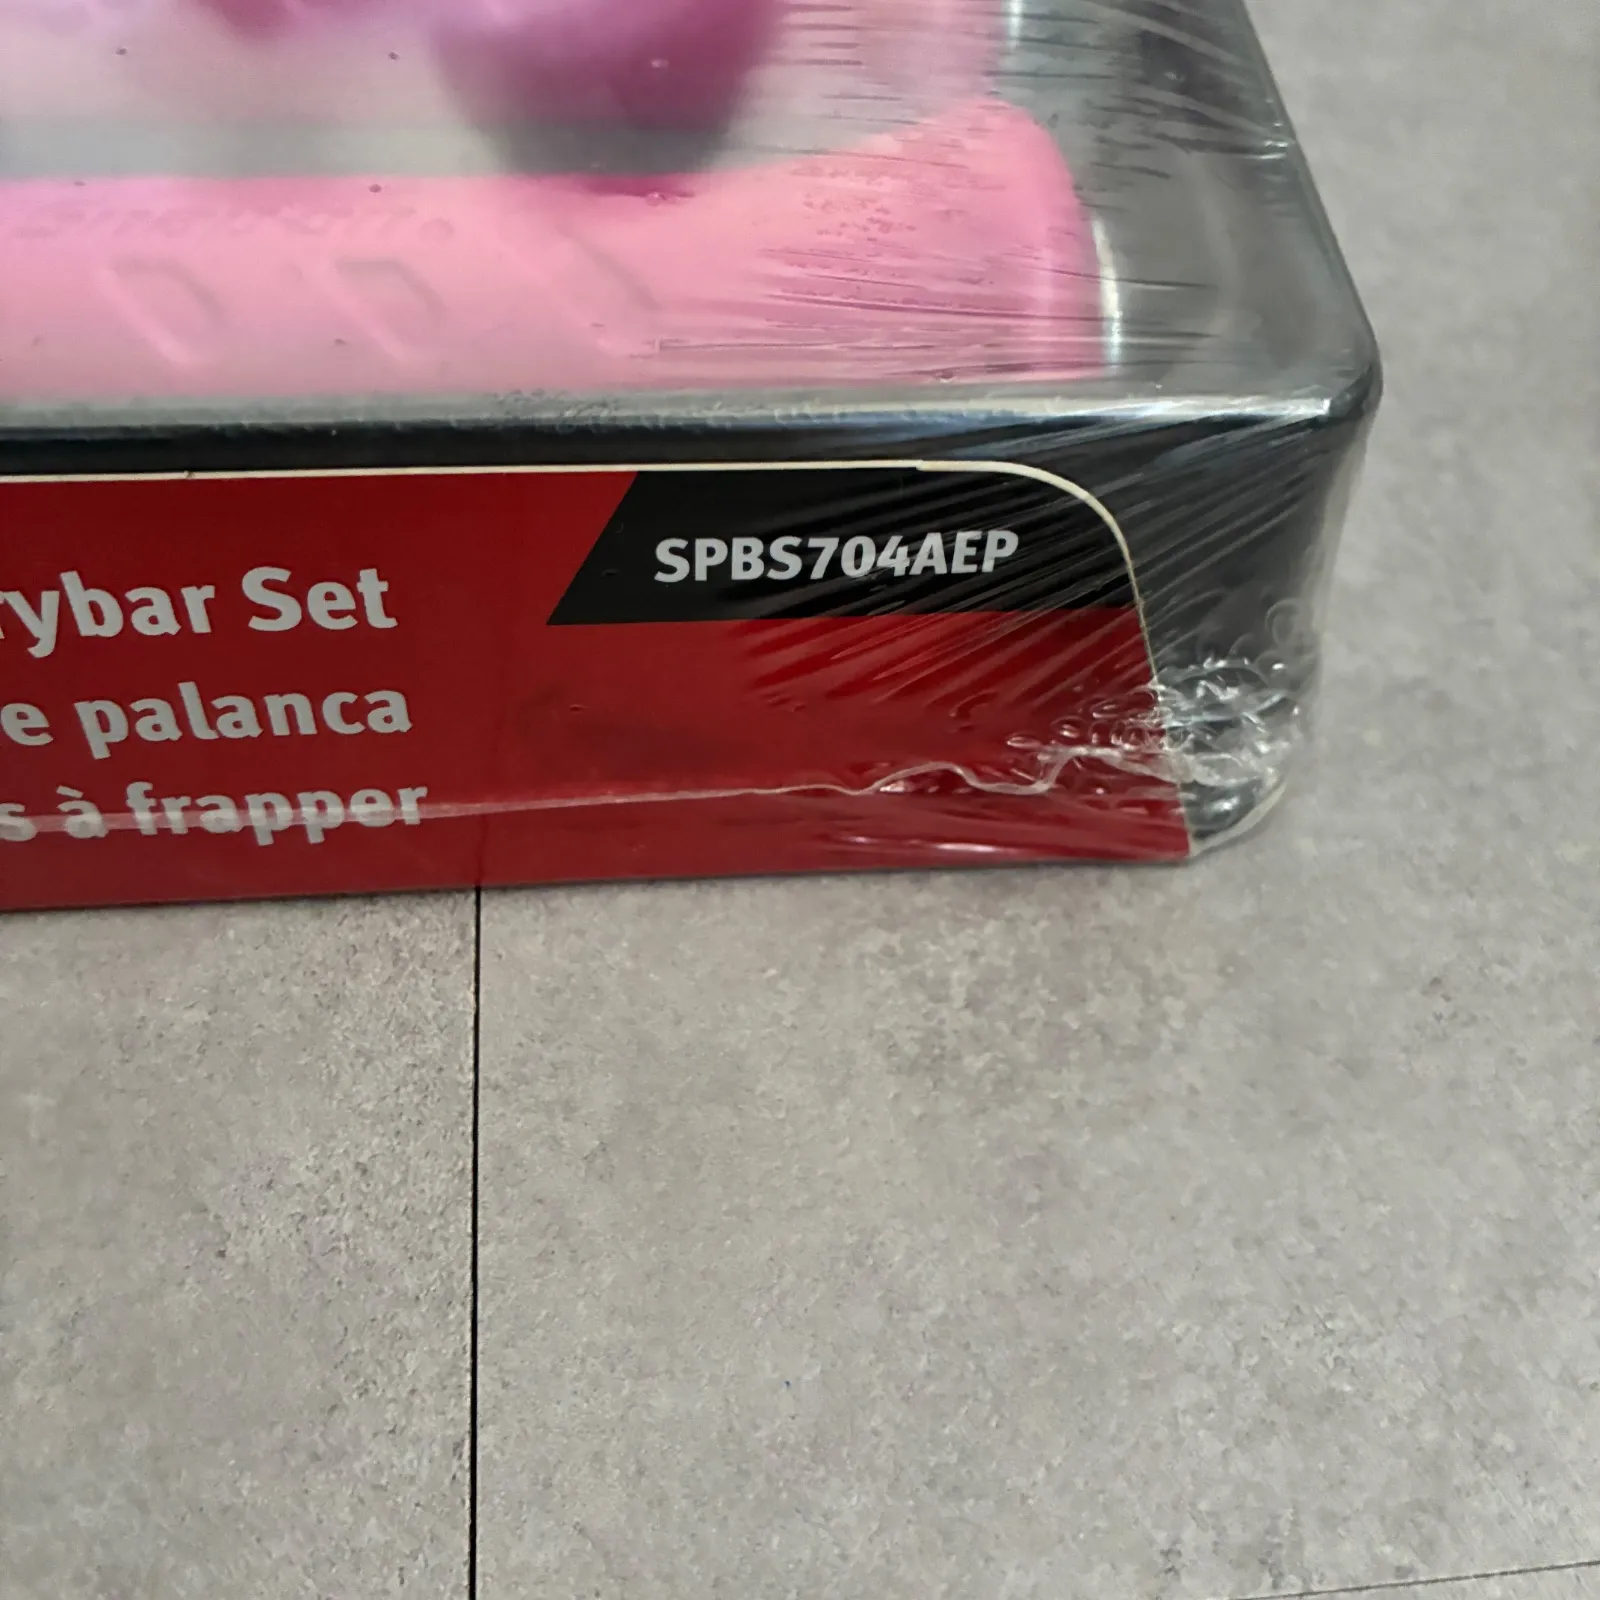 SPBS704AEP
rybar Set
e palanca
s à frapper